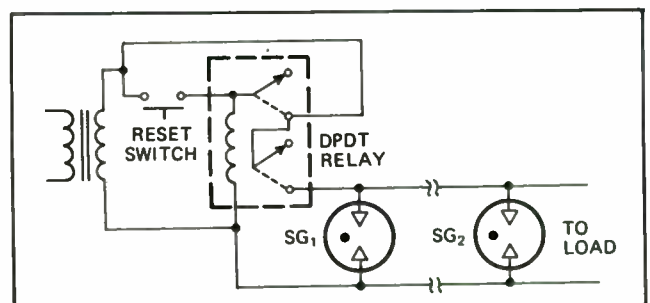 RESET
SWITCH
DPDT
RELAY
SG1
SG2
TO
LOAD